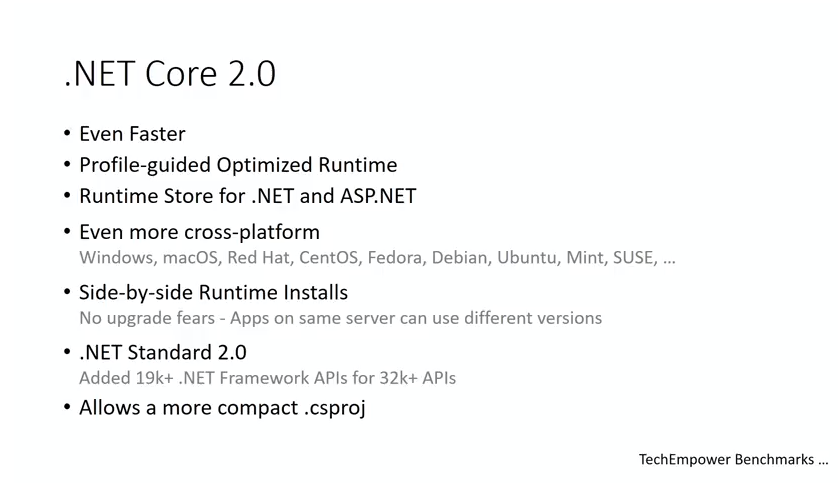 .NET Core 2.0
• Even Faster
• Profile-guided Optimized Runtime
• Runtime Store for .NET and ASP.NET
• Even more cross-platform
Windows, macOS, Red Hat, CentOS, Fedora, Debian, Ubuntu, Mint, SUSE, ...
• Side-by-side Runtime Installs
No upgrade fears - Apps on same server can use different versions
• .NET Standard 2.0
Added 19k+ .NET Framework APIs for 32k+ APIs
• Allows a more compact .csproj
TechEmpower Benchmarks ...